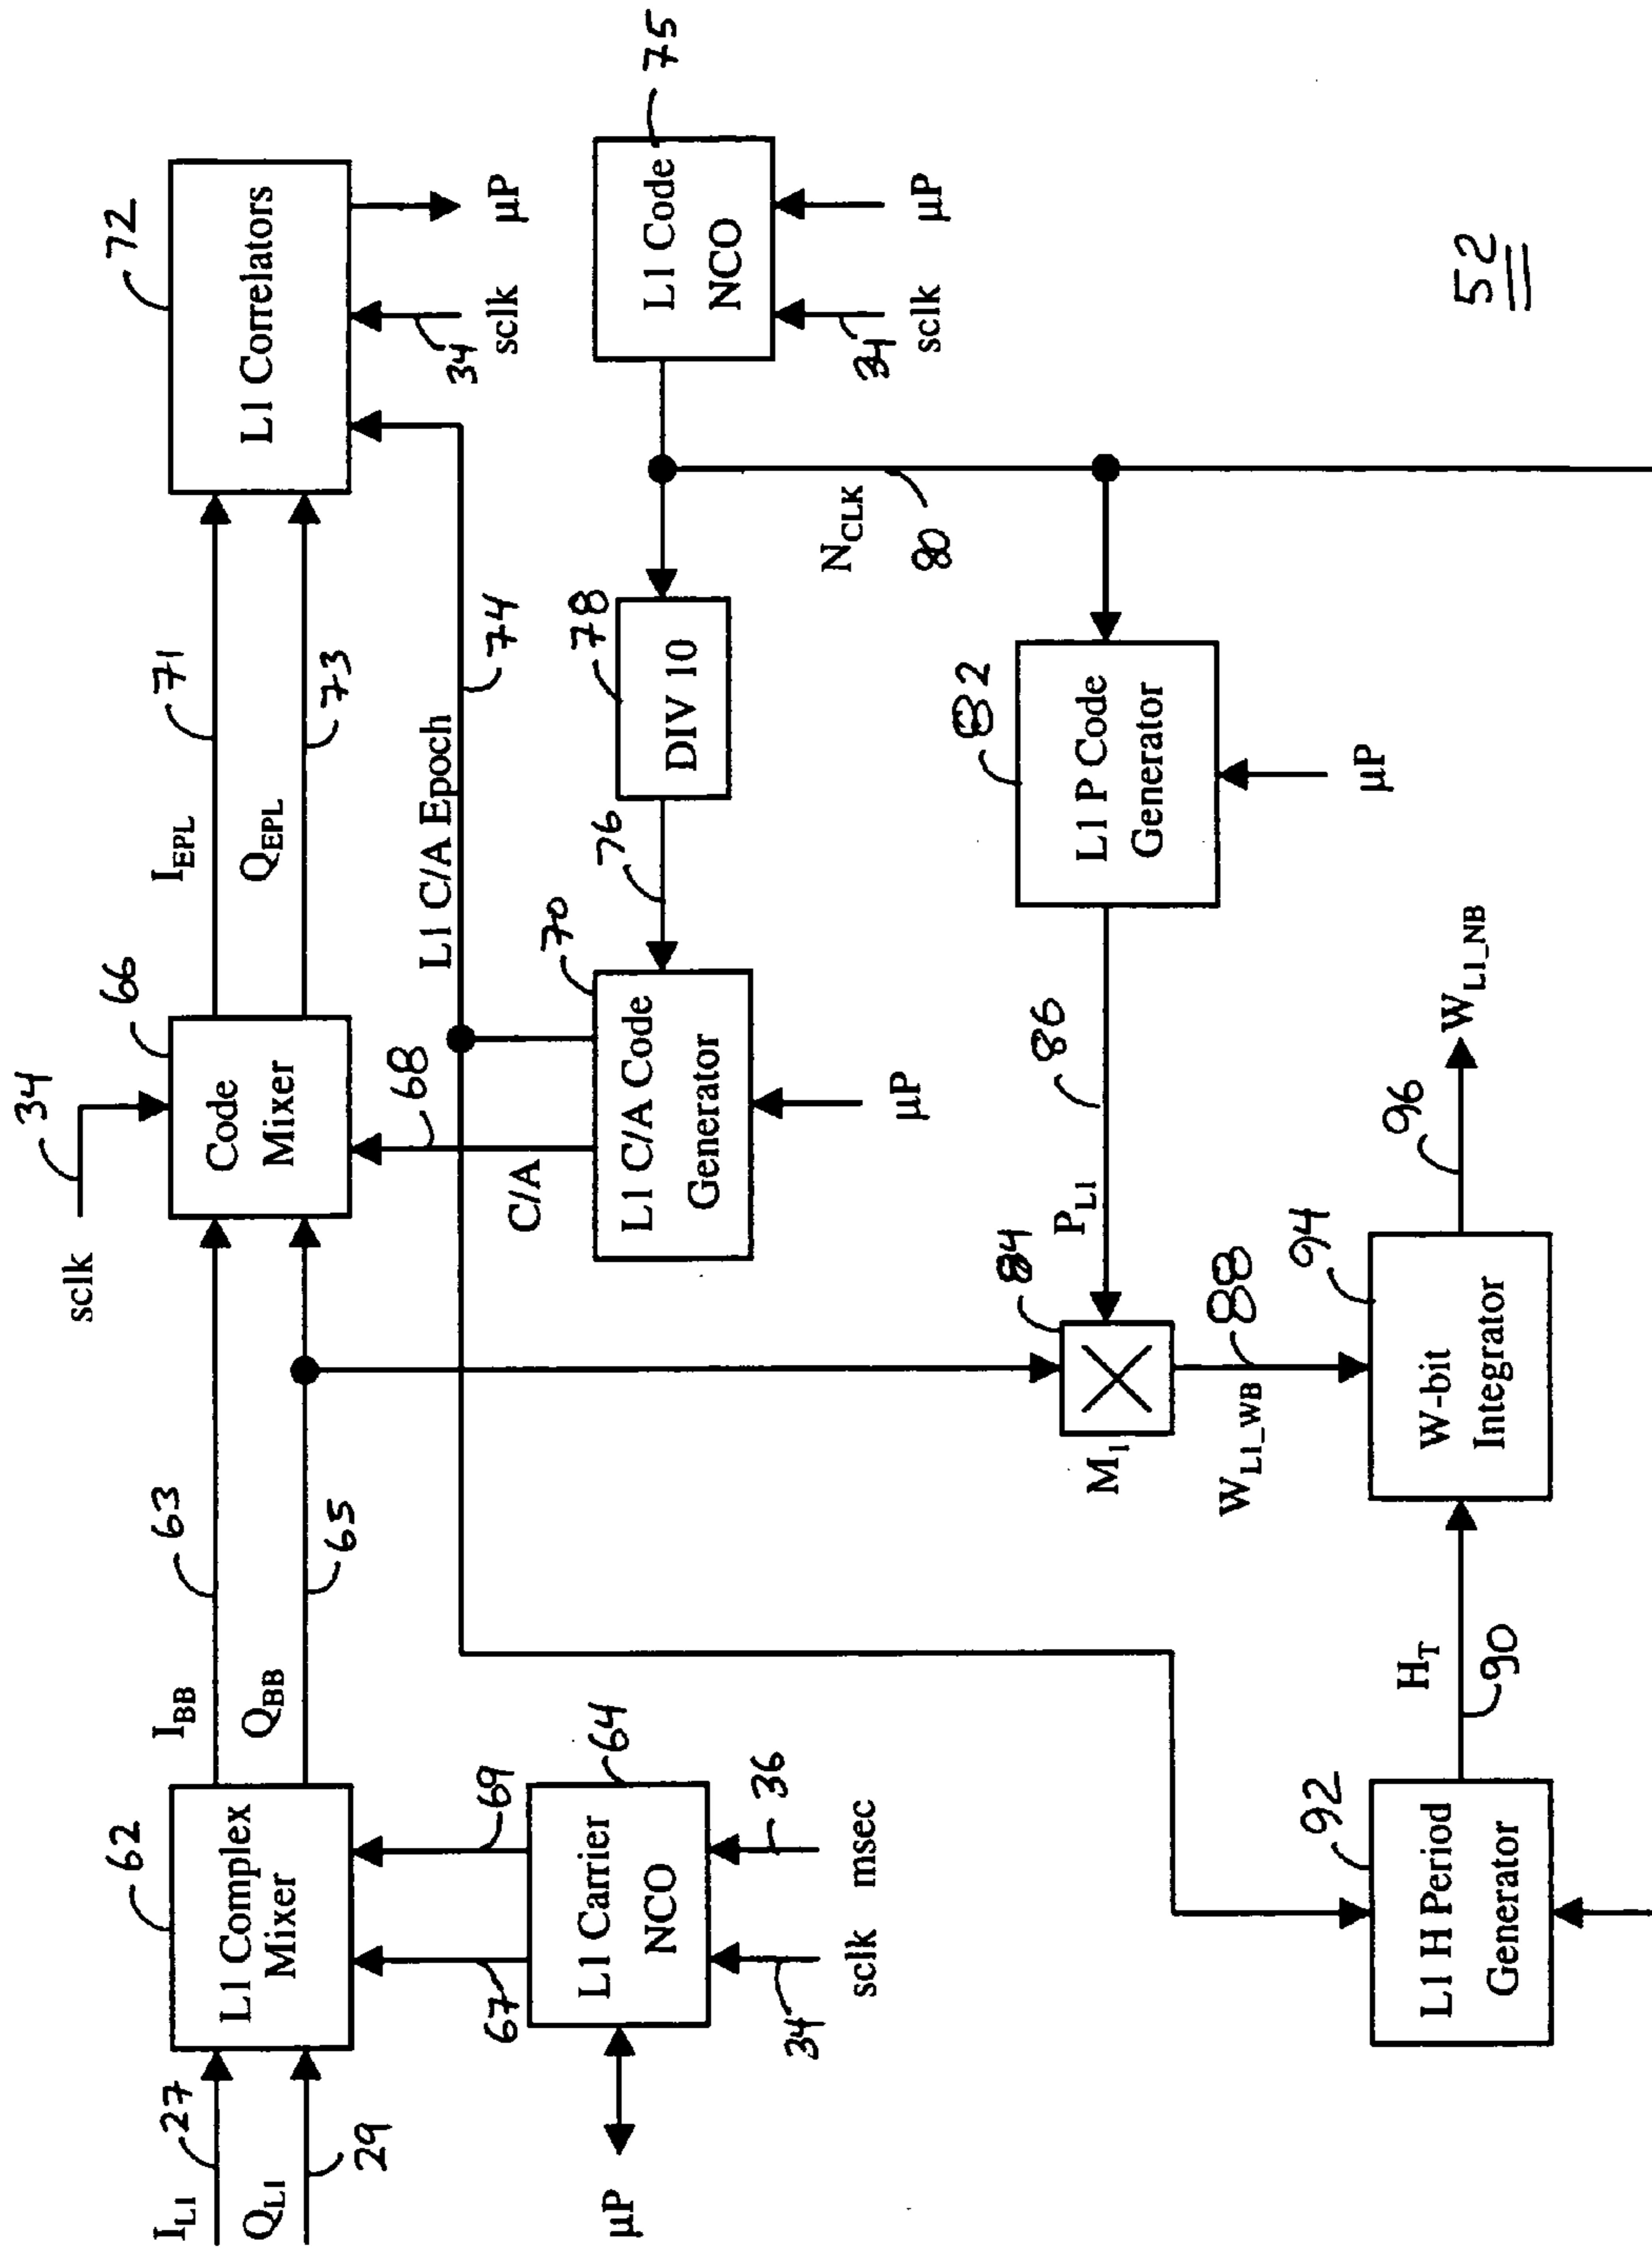 I_L1
27
Q_L1
29
62
L1 Complex
Mixer
I_BB
63
Q_BB
65
sclk
34
66
Code
Mixer
I_EPL
71
Q_EPL
73
72
L1 Correlators
34
sclk
μP
67
69
64
L1 Carrier
NCO
μP
34
sclk
36
msec
C/A
68
L1 C/A Epoch
74
70
L1 C/A Code
Generator
μP
76
78
DIV 10
75
L1 Code
NCO
34
sclk
μP
N_CLK
80
84
M_1
P_L1
86
82
L1 P Code
Generator
μP
W_L1_WB
88
92
L1 H Period
Generator
H_T
90
94
W-bit
Integrator
96
W_L1_NB
52